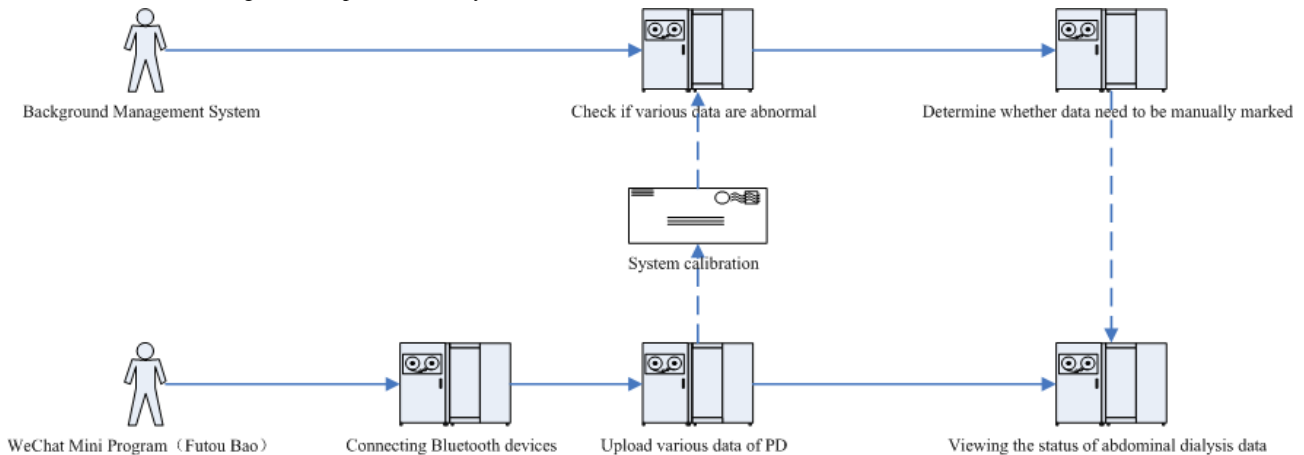 Background Management System
Check if various data are abnormal
Determine whether data need to be manually marked
System calibration
WeChat Mini Program（Futou Bao）
Connecting Bluetooth devices
Upload various data of PD
Viewing the status of abdominal dialysis data